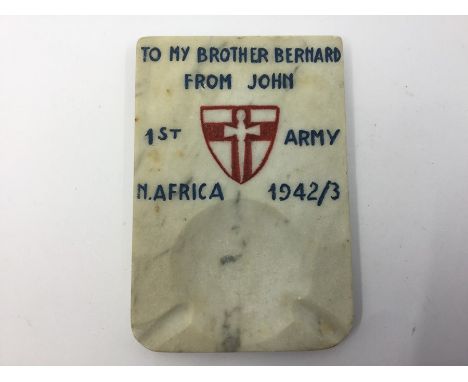 TO MY BROTHER BERNARD
FROM JOHN
1ST ARMY
N.AFRICA 1942/3